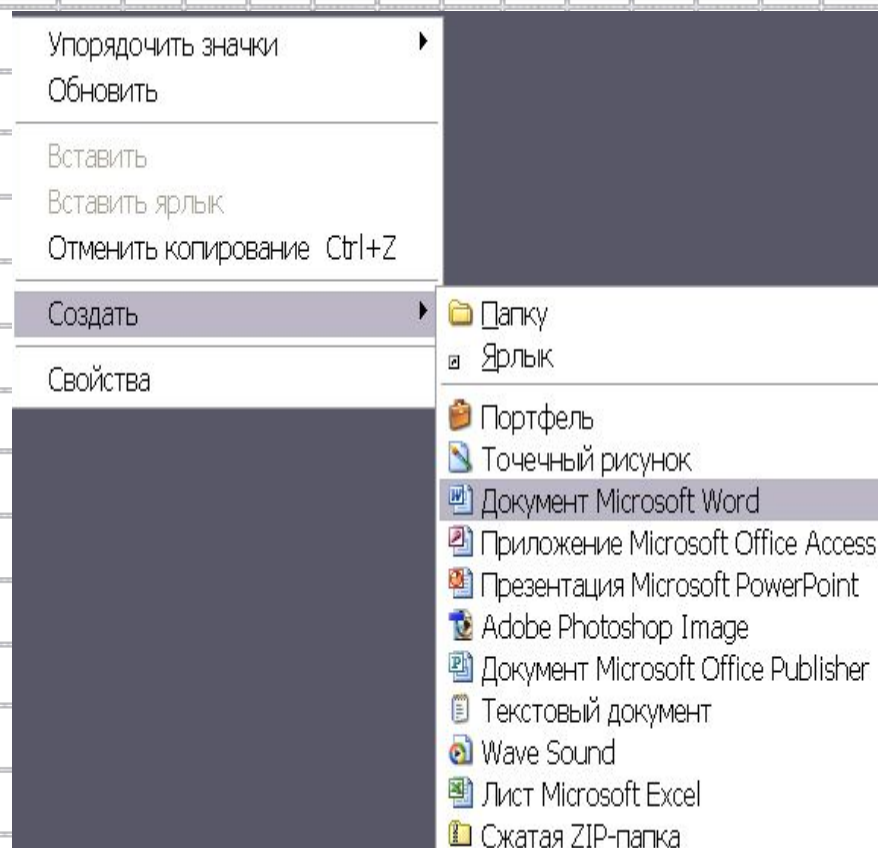 Упорядочить значки
Обновить
Вставить
Вставить ярлык
Отменить копирование Ctrl+Z
Создать
Свойства
Папку
Ярлык
Портфель
Точечный рисунок
Документ Microsoft Word
Приложение Microsoft Office Access
Презентация Microsoft PowerPoint
Adobe Photoshop Image
Документ Microsoft Office Publisher
Текстовый документ
Wave Sound
Лист Microsoft Excel
Сжатая ZIP-папка